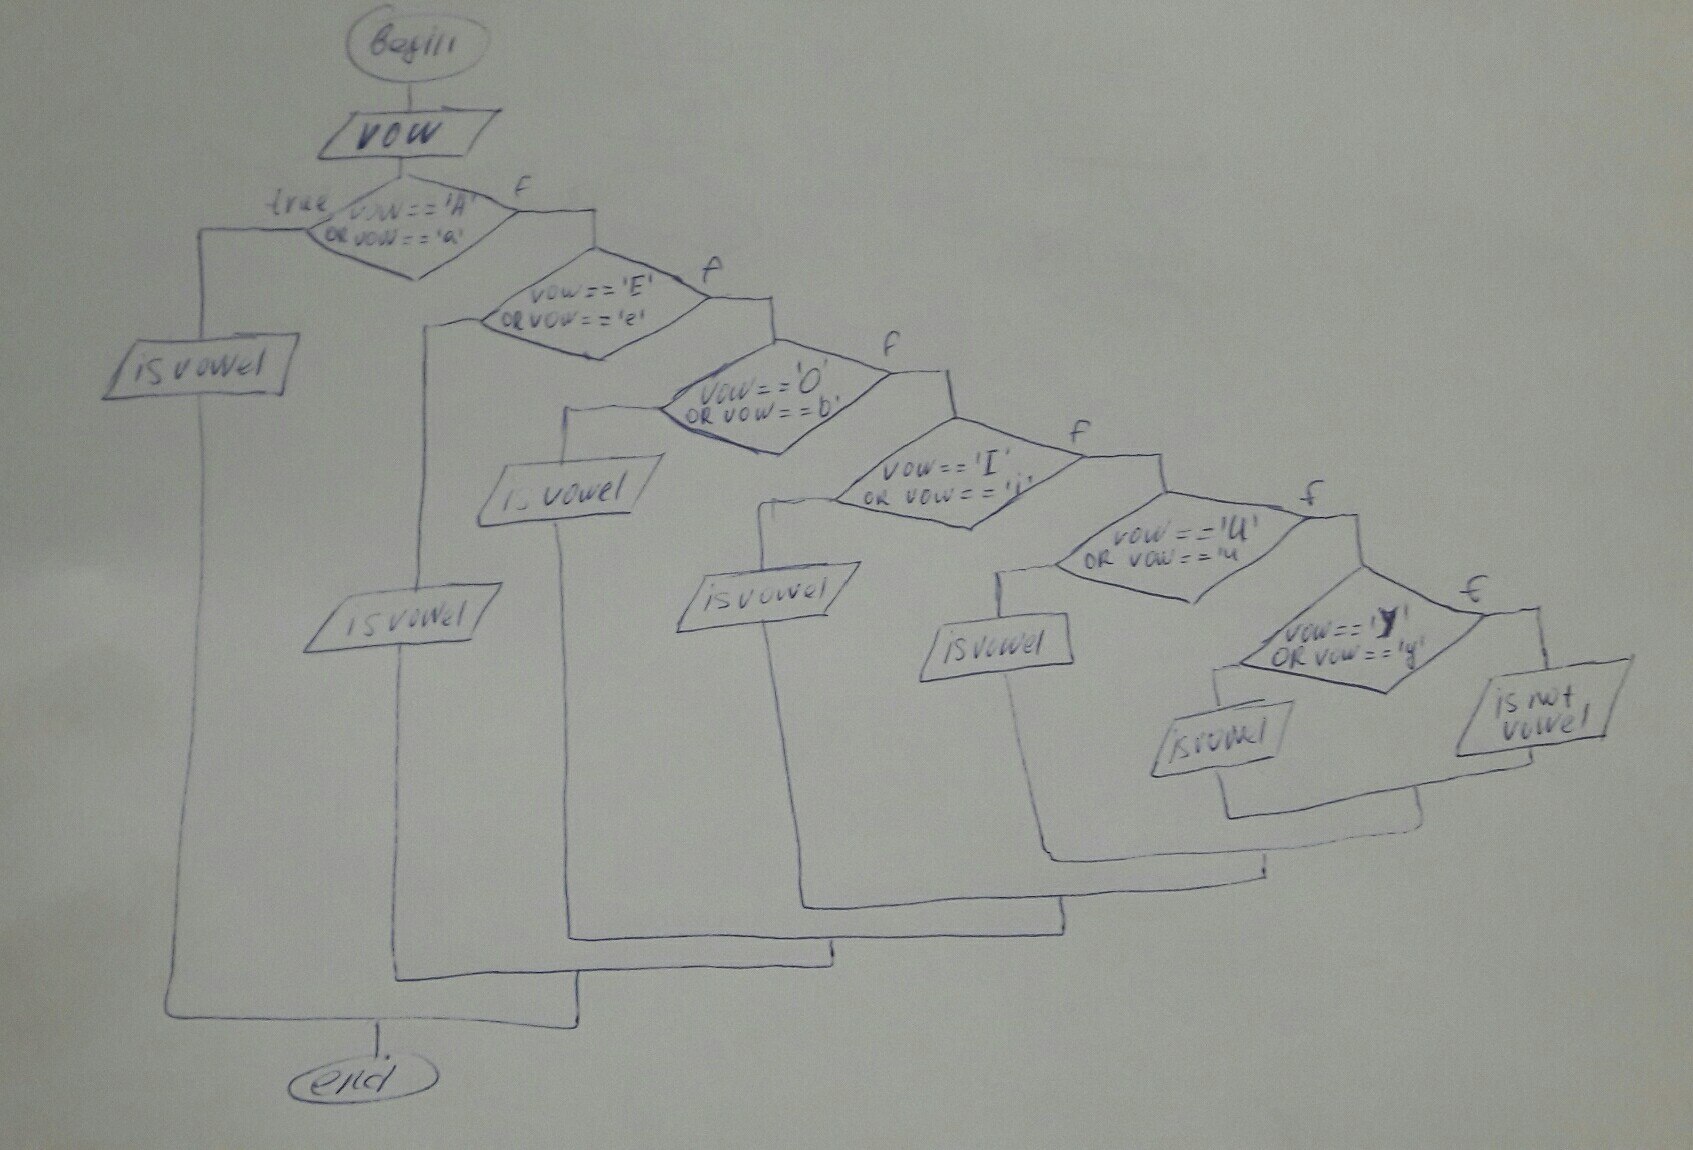 Begin
vow
true
vow=='A'
OR vow=='a'
F
vow=='E'
OR vow=='e'
f
is vowel
vow=='O'
OR vow==b'
f
vow=='I'
OR vow=='i'
f
is vowel
vow=='U'
OR vow=='u
f
is vowel
is vowel
is vowel
vow=='Y'
OR vow=='y'
f
is vowel
is not
vowel
end